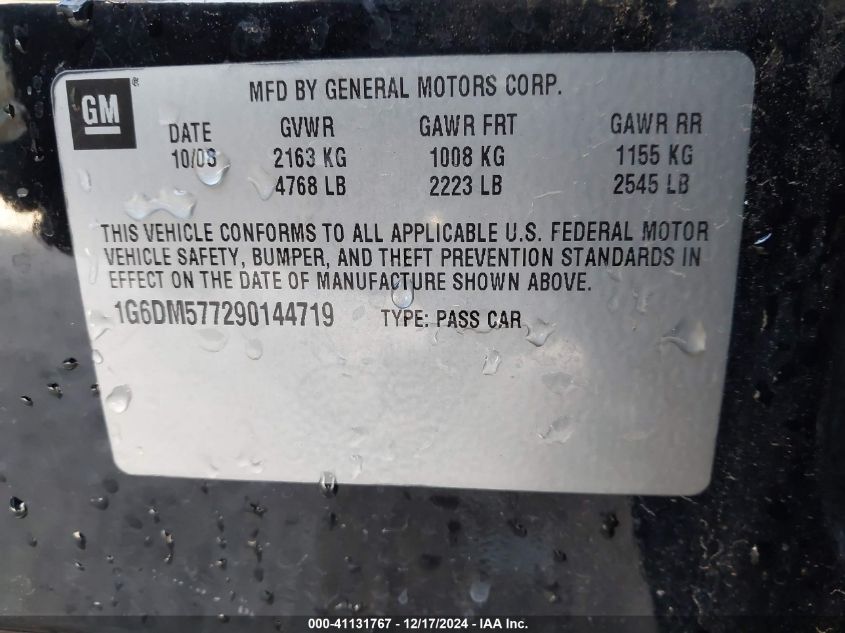 GM®
MFD BY GENERAL MOTORS CORP.
DATE GVWR GAWR FRT GAWR RR
10/08 2163 KG 1008 KG 1155 KG
4768 LB 2223 LB 2545 LB
THIS VEHICLE CONFORMS TO ALL APPLICABLE U.S. FEDERAL MOTOR
VEHICLE SAFETY, BUMPER, AND THEFT PREVENTION STANDARDS IN
EFFECT ON THE DATE OF MANUFACTURE SHOWN ABOVE.
1G6DM577290144719 TYPE: PASS CAR
000-41131767 - 12/17/2024 - IAA Inc.